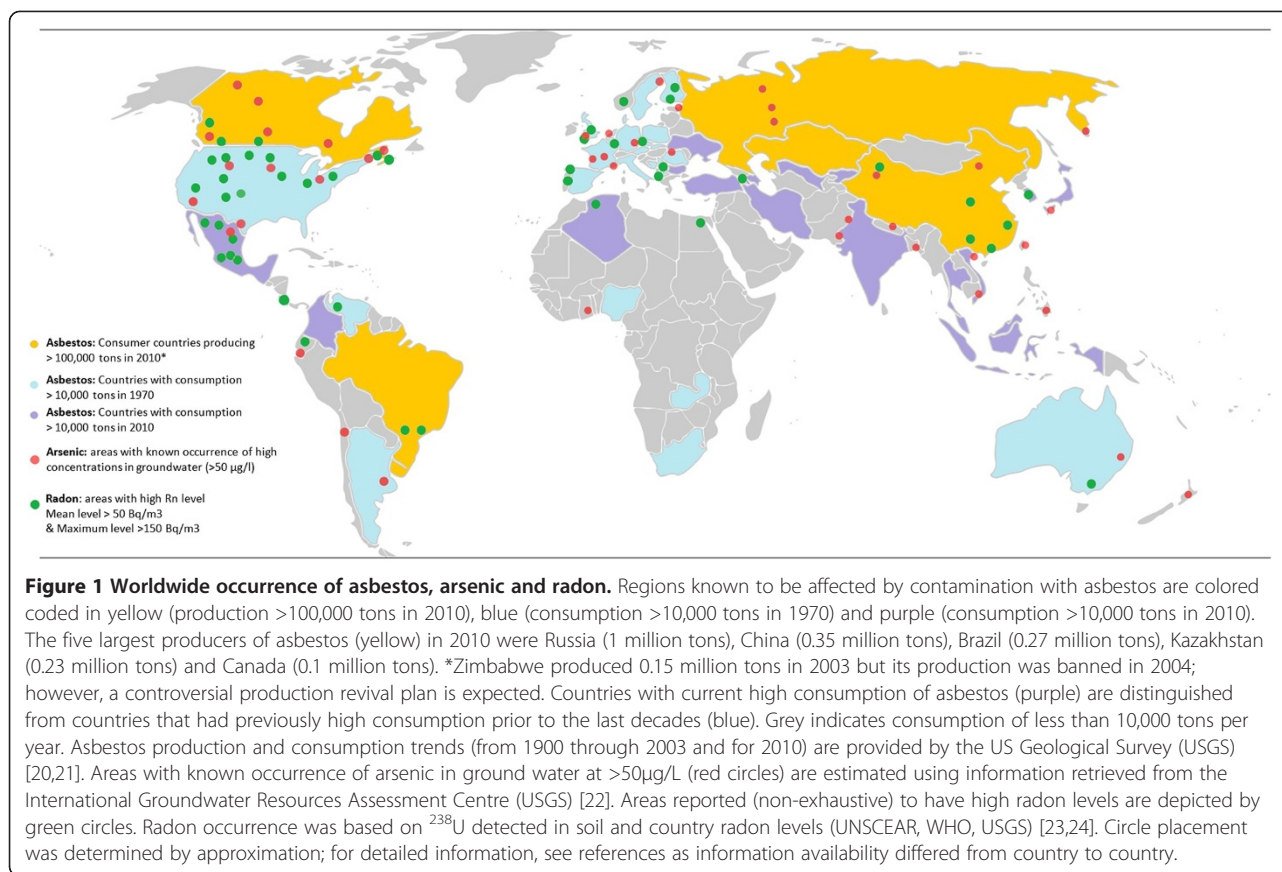 Asbestos: Consumer countries producing
> 100,000 tons in 2010*
Asbestos: Countries with consumption
> 10,000 tons in 1970
Asbestos: Countries with consumption
> 10,000 tons in 2010
Arsenic: areas with known occurrence of high
concentrations in groundwater (>50 µg/l)
Radon: areas with high Rn level
Mean level > 50 Bq/m3
& Maximum level >150 Bq/m3
Figure 1 Worldwide occurrence of asbestos, arsenic and radon. Regions known to be affected by contamination with asbestos are colored
coded in yellow (production >100,000 tons in 2010), blue (consumption >10,000 tons in 1970) and purple (consumption >10,000 tons in 2010).
The five largest producers of asbestos (yellow) in 2010 were Russia (1 million tons), China (0.35 million tons), Brazil (0.27 million tons), Kazakhstan
(0.23 million tons) and Canada (0.1 million tons). *Zimbabwe produced 0.15 million tons in 2003 but its production was banned in 2004;
however, a controversial production revival plan is expected. Countries with current high consumption of asbestos (purple) are distinguished
from countries that had previously high consumption prior to the last decades (blue). Grey indicates consumption of less than 10,000 tons per
year. Asbestos production and consumption trends (from 1900 through 2003 and for 2010) are provided by the US Geological Survey (USGS)
[20,21]. Areas with known occurrence of arsenic in ground water at >50µg/L (red circles) are estimated using information retrieved from the
International Groundwater Resources Assessment Centre (USGS) [22]. Areas reported (non-exhaustive) to have high radon levels are depicted by
green circles. Radon occurrence was based on ²³⁸U detected in soil and country radon levels (UNSCEAR, WHO, USGS) [23,24]. Circle placement
was determined by approximation; for detailed information, see references as information availability differed from country to country.